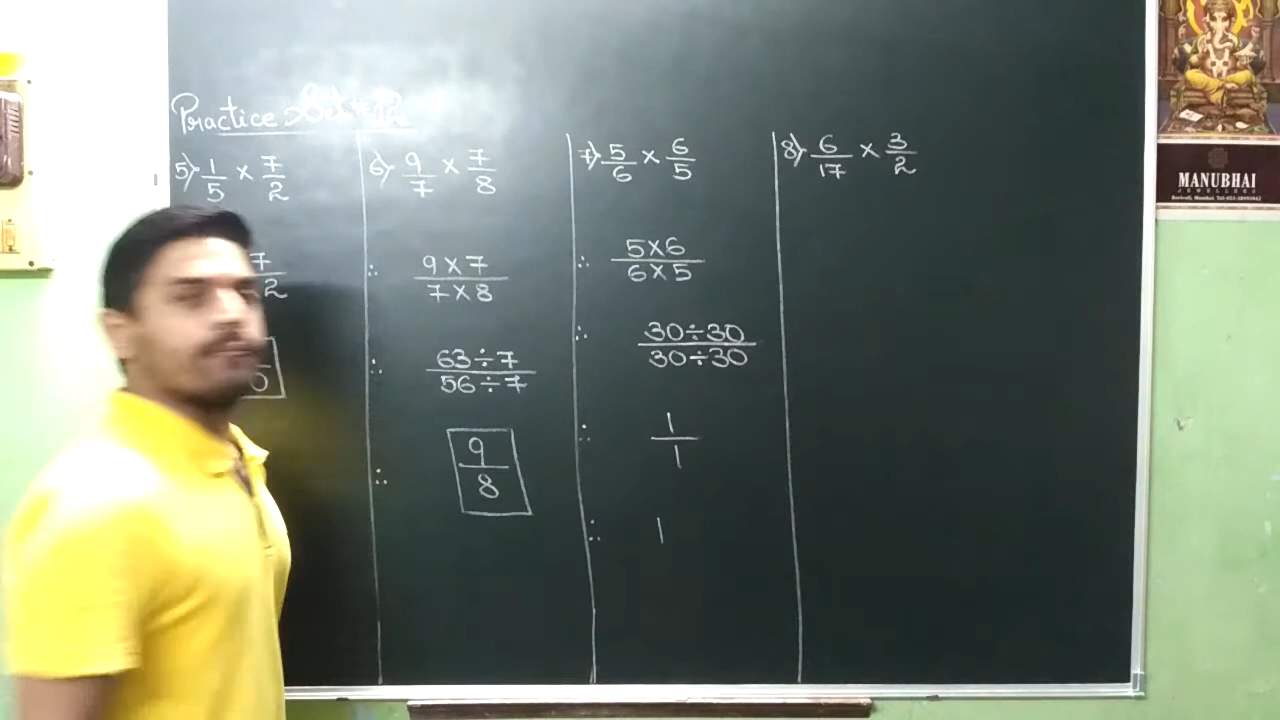 Practice Set
5) 1/5 × 7/2
7
2
0
6) 9/7 × 7/8
∴ 9 × 7 / 7 × 8
∴ 63 ÷ 7 / 56 ÷ 7
∴ 9/8
7) 5/6 × 6/5
∴ 5 × 6 / 6 × 5
∴ 30 ÷ 30 / 30 ÷ 30
∴ 1/1
∴ 1
8) 6/17 × 3/2
MANUBHAI
JEWELLERS